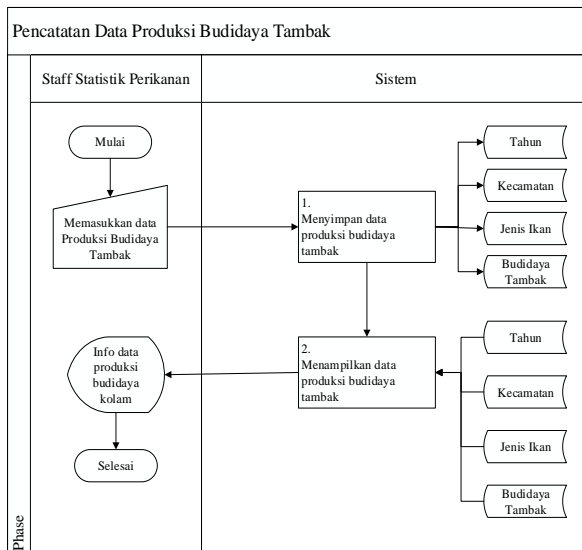 Pencatatan Data Produksi Budidaya Tambak
Staff Statistik Perikanan
Sistem
Phase
Mulai
Memasukkan data
Produksi Budidaya
Tambak
1.
Menyimpan data
produksi budidaya
tambak
Tahun
Kecamatan
Jenis Ikan
Budidaya
Tambak
2.
Menampilkan data
produksi budidaya
tambak
Tahun
Kecamatan
Jenis Ikan
Budidaya
Tambak
Info data
produksi
budidaya
kolam
Selesai